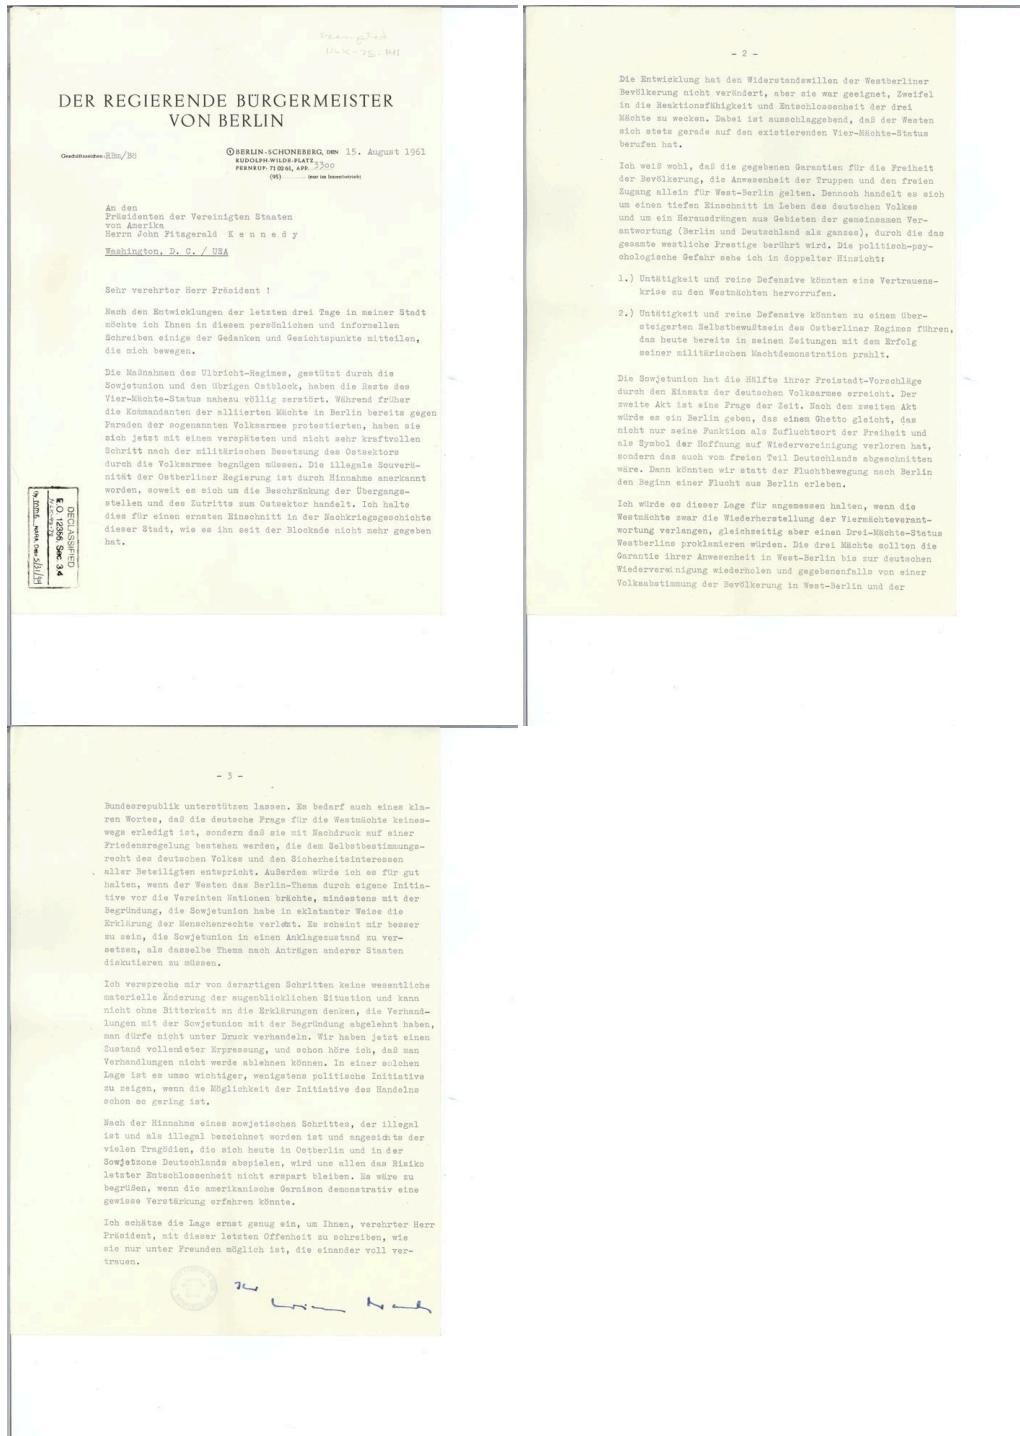 DER REGIERENDE BÜRGERMEISTER
VON BERLIN
Geschäftszeichen: RBm/Bö
BERLIN-SCHÖNEBERG, DEN 15. August 1961
RUDOLPH-WILDE-PLATZ
FERNRUF: 71 02 61, APP. 3300
(95) (nur im Innenbetrieb)
An den
Präsidenten der Vereinigten Staaten
von Amerika
Herrn John Fitzgerald K e n n e d y
Washington, D. C. / USA
Sehr verehrter Herr Präsident !
Nach den Entwicklungen der letzten drei Tage in meiner Stadt
möchte ich Ihnen in diesem persönlichen und informellen
Schreiben einige der Gedanken und Gesichtspunkte mitteilen,
die mich bewegen.
Die Maßnahmen des Ulbricht-Regimes, gestützt durch die
Sowjetunion und den übrigen Ostblock, haben die Reste des
Vier-Mächte-Status nahezu völlig zerstört. Während früher
die Kommandanten der alliierten Mächte in Berlin bereits gegen
Paraden der sogenannten Volksarmee protestierten, haben sie
sich jetzt mit einem verspäteten und nicht sehr kraftvollen
Schritt nach der militärischen Besetzung des Ostsektors
durch die Volksarmee begnügen müssen. Die illegale Souverä-
nität der Ostberliner Regierung ist durch Hinnahme anerkannt
worden, soweit es sich um die Beschränkung der Übergangs-
stellen und des Zutritts zum Ostsektor handelt. Ich halte
dies für einen ernsten Einschnitt in der Nachkriegsgeschichte
dieser Stadt, wie es ihn seit der Blockade nicht mehr gegeben
hat.
DECLASSIFIED
E.O. 12356, Sec. 3.4
- 2 -
Die Entwicklung hat den Widerstandswillen der Westberliner
Bevölkerung nicht verändert, aber sie war geeignet, Zweifel
in die Reaktionsfähigkeit und Entschlossenheit der drei
Mächte zu wecken. Dabei ist ausschlaggebend, daß der Westen
sich stets gerade auf den existierenden Vier-Mächte-Status
berufen hat.
Ich weiß wohl, daß die gegebenen Garantien für die Freiheit
der Bevölkerung, die Anwesenheit der Truppen und den freien
Zugang allein für West-Berlin gelten. Dennoch handelt es sich
um einen tiefen Einschnitt im Leben des deutschen Volkes
und um ein Herausdrängen aus Gebieten der gemeinsamen Ver-
antwortung (Berlin und Deutschland als ganzes), durch die das
gesamte westliche Prestige berührt wird. Die politisch-psy-
chologische Gefahr sehe ich in doppelter Hinsicht:
1.) Untätigkeit und reine Defensive könnten eine Vertrauens-
krise zu den Westmächten hervorrufen.
2.) Untätigkeit und reine Defensive könnten zu einem über-
steigerten Selbstbewußtsein des Ostberliner Regimes führen,
das heute bereits in seinen Zeitungen mit dem Erfolg
seiner militärischen Machtdemonstration prahlt.
Die Sowjetunion hat die Hälfte ihrer Freistadt-Vorschläge
durch den Einsatz der deutschen Volksarmee erreicht. Der
zweite Akt ist eine Frage der Zeit. Nach dem zweiten Akt
würde es ein Berlin geben, das einem Ghetto gleicht, das
nicht nur seine Funktion als Zufluchtsort der Freiheit und
als Symbol der Hoffnung auf Wiedervereinigung verloren hat,
sondern das auch vom freien Teil Deutschlands abgeschnitten
wäre. Dann könnten wir statt der Fluchtbewegung nach Berlin
den Beginn einer Flucht aus Berlin erleben.
Ich würde es dieser Lage für angemessen halten, wenn die
Westmächte zwar die Wiederherstellung der Viermächteverant-
wortung verlangen, gleichzeitig aber einen Drei-Mächte-Status
Westberlins proklamieren würden. Die drei Mächte sollten die
Garantie ihrer Anwesenheit in West-Berlin bis zur deutschen
Wiedervereinigung wiederholen und gegebenenfalls von einer
Volksabstimmung der Bevölkerung in West-Berlin und der
- 3 -
Bundesrepublik unterstützen lassen. Es bedarf auch eines kla-
ren Wortes, daß die deutsche Frage für die Westmächte keines-
wegs erledigt ist, sondern daß sie mit Nachdruck auf einer
Friedensregelung bestehen werden, die dem Selbstbestimmungs-
recht des deutschen Volkes und den Sicherheitsinteressen
aller Beteiligten entspricht. Außerdem würde ich es für gut
halten, wenn der Westen das Berlin-Thema durch eigene Initia-
tive vor die Vereinten Nationen brächte, mindestens mit der
Begründung, die Sowjetunion habe in eklatanter Weise die
Erklärung der Menschenrechte verletzt. Es scheint mir besser
zu sein, die Sowjetunion in einen Anklagezustand zu ver-
setzen, als dasselbe Thema nach Anträgen anderer Staaten
diskutieren zu müssen.
Ich verspreche mir von derartigen Schritten keine wesentliche
materielle Änderung der augenblicklichen Situation und kann
nicht ohne Bitterkeit an die Erklärungen denken, die Verhand-
lungen mit der Sowjetunion mit der Begründung abgelehnt haben,
man dürfe nicht unter Druck verhandeln. Wir haben jetzt einen
Zustand vollendeter Erpressung, und schon höre ich, daß man
Verhandlungen nicht werde ablehnen können. In einer solchen
Lage ist es umso wichtiger, wenigstens politische Initiative
zu zeigen, wenn die Möglichkeit der Initiative des Handelns
schon so gering ist.
Nach der Hinnahme eines sowjetischen Schrittes, der illegal
ist und als illegal bezeichnet worden ist und angesichts der
vielen Tragödien, die sich heute in Ostberlin und in der
Sowjetzone Deutschlands abspielen, wird uns allen das Risiko
letzter Entschlossenheit nicht erspart bleiben. Es wäre zu
begrüßen, wenn die amerikanische Garnison demonstrativ eine
gewisse Verstärkung erfahren könnte.
Ich schätze die Lage ernst genug ein, um Ihnen, verehrter Herr
Präsident, mit dieser letzten Offenheit zu schreiben, wie
sie nur unter Freunden möglich ist, die einander voll ver-
trauen.
Ihr